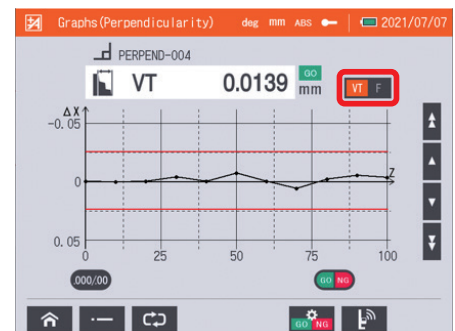 Graphs(Perpendicularity) deg mm ABS 2021/07/07
PERPEND-004
VT 0.0139 GO mm
VT F
ΔX
-0.05
0
Z
0.05
0 25 50 75 100
.000/.00
GO NG
GO NG